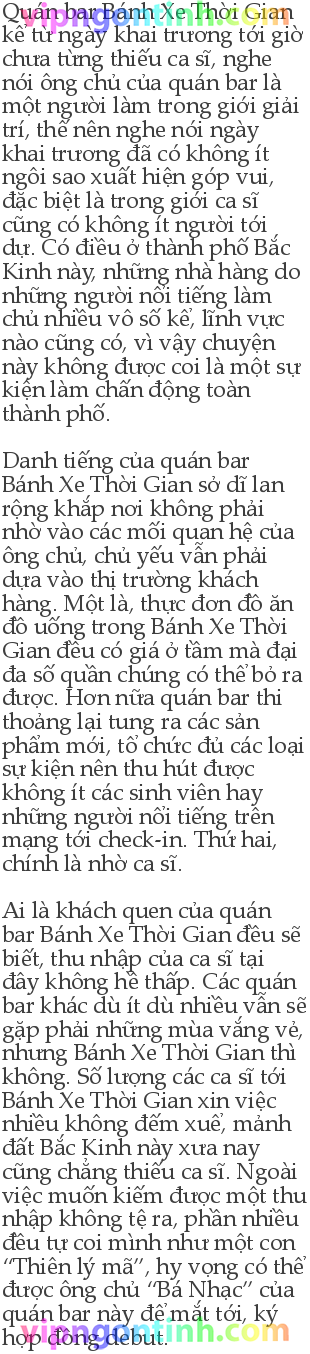 Quán bar Bánh Xe Thời Gian
kể từ ngày khai trương tới giờ
chưa từng thiếu ca sĩ, nghe
nói ông chủ của quán bar là
một người làm trong giới giải
trí, thế nên nghe nói ngày
khai trương đã có không ít
ngôi sao xuất hiện góp vui,
đặc biệt là trong giới ca sĩ
cũng có không ít người tới
dự. Có điều ở thành phố Bắc
Kinh này, những nhà hàng do
những người nổi tiếng làm
chủ nhiều vô số kể, lĩnh vực
nào cũng có, vì vậy chuyện
này không được coi là một sự
kiện làm chấn động toàn
thành phố.
Danh tiếng của quán bar
Bánh Xe Thời Gian sở dĩ lan
rộng khắp nơi không phải
nhờ vào các mối quan hệ của
ông chủ, chủ yếu vẫn phải
dựa vào thị trường khách
hàng. Một là, thực đơn đồ ăn
đồ uống trong Bánh Xe Thời
Gian đều có giá ở tầm mà đại
đa số quần chúng có thể bỏ ra
được. Hơn nữa quán bar thi
thoảng lại tung ra các sản
phẩm mới, tổ chức đủ các loại
sự kiện nên thu hút được
không ít các sinh viên hay
những người nổi tiếng trên
mạng tới check-in. Thứ hai,
chính là nhờ ca sĩ.
Ai là khách quen của quán
bar Bánh Xe Thời Gian đều sẽ
biết, thu nhập của ca sĩ tại
đây không hề thấp. Các quán
bar khác dù ít dù nhiều vẫn sẽ
gặp phải những mùa vắng vẻ,
nhưng Bánh Xe Thời Gian thì
không. Số lượng các ca sĩ tới
Bánh Xe Thời Gian xin việc
nhiều không đếm xuể, mảnh
đất Bắc Kinh này xưa nay
cũng chẳng thiếu ca sĩ. Ngoài
việc muốn kiếm được một thu
nhập không tệ ra, phần nhiều
đều tự coi mình như một con
“Thiên lý mã”, hy vọng có thể
được ông chủ “Bá Nhạc” của
quán bar này để mắt tới, ký
hợp đồng debut.
vipngontinh.com
vipngontinh.com